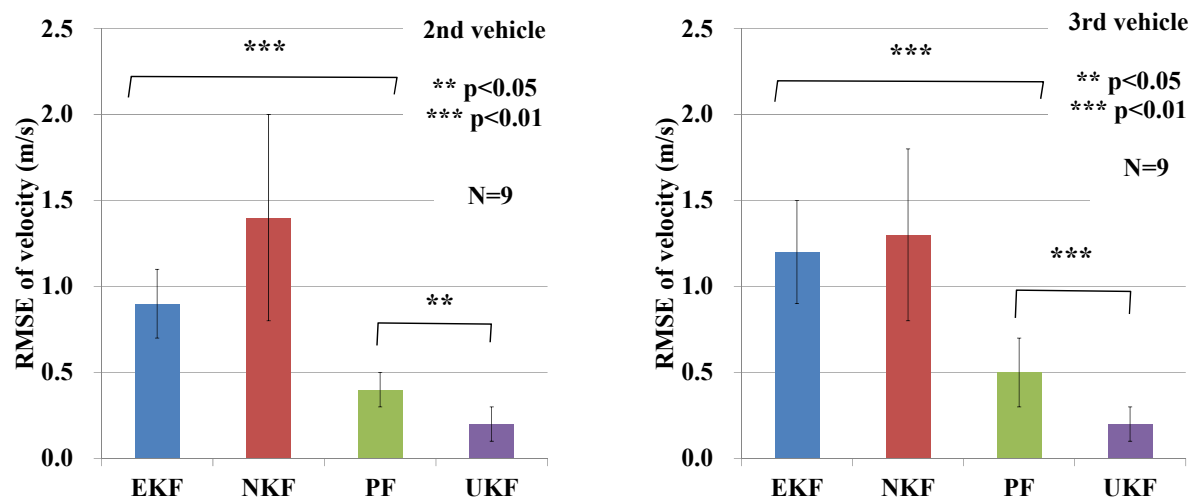 2nd vehicle
***
** p<0.05
*** p<0.01
N=9
**
RMSE of velocity (m/s)
2.5
2.0
1.5
1.0
0.5
0.0
EKF NKF PF UKF
3rd vehicle
***
** p<0.05
*** p<0.01
N=9
***
RMSE of velocity (m/s)
2.5
2.0
1.5
1.0
0.5
0.0
EKF NKF PF UKF